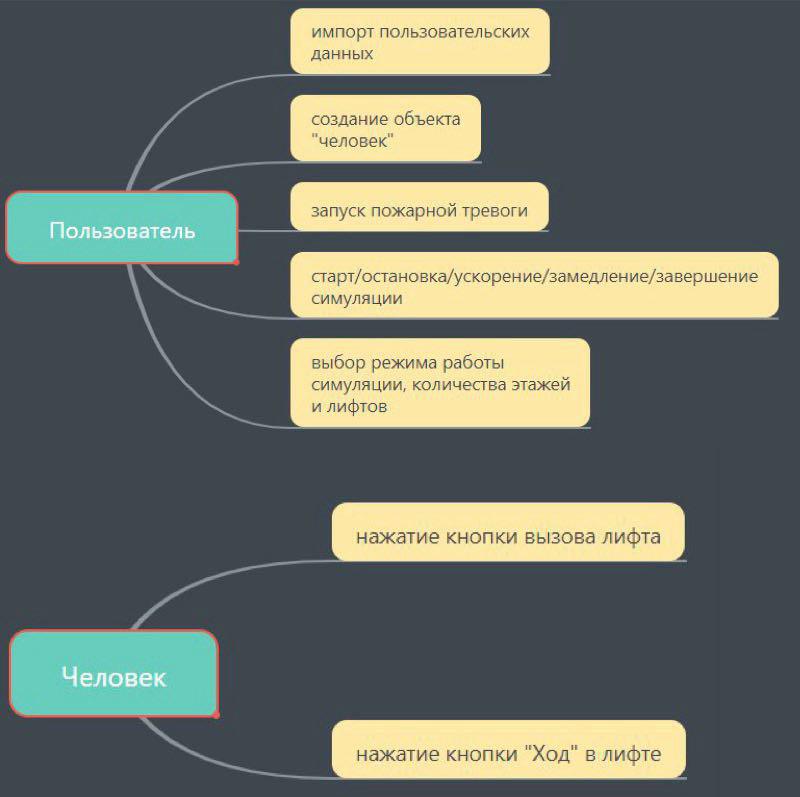 импорт пользовательских
данных
создание объекта
"человек"
Пользователь
запуск пожарной тревоги
старт/остановка/ускорение/замедление/завершение
симуляции
выбор режима работы
симуляции, количества этажей
и лифтов
нажатие кнопки вызова лифта
Человек
нажатие кнопки "Ход" в лифте